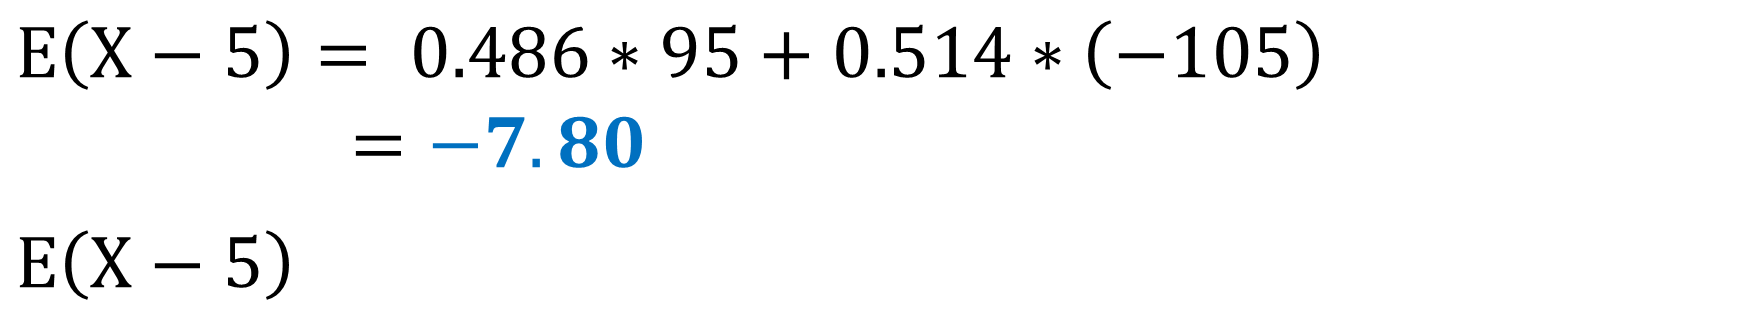 E(X − 5) = 0.486 * 95 + 0.514 * (−105)
= −7.80
E(X − 5)